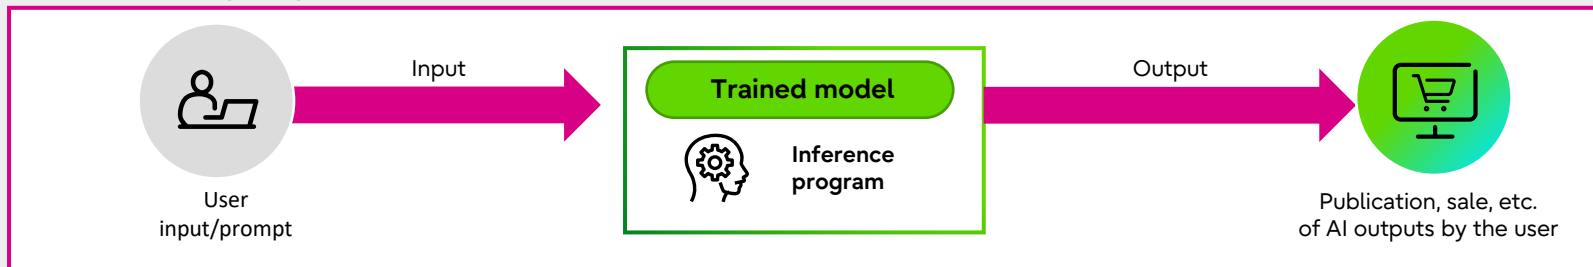 Input
Output
Trained model
Inference
program
User
input/prompt
Publication, sale, etc.
of AI outputs by the user